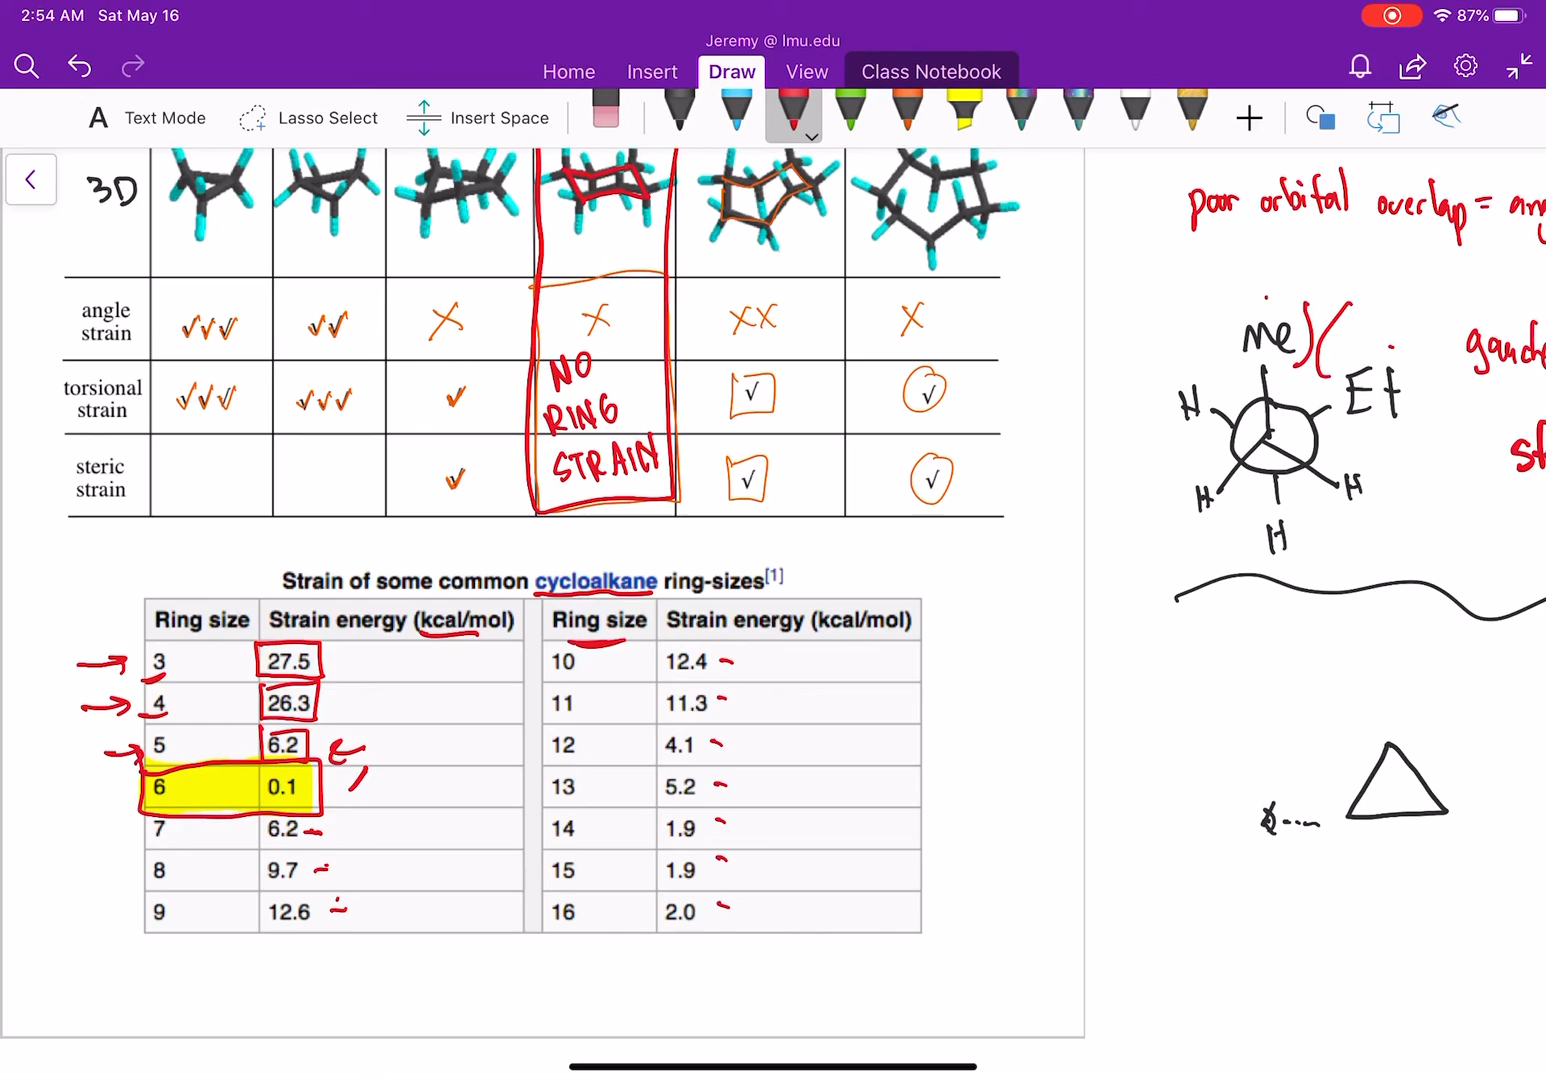 2:54 AM Sat May 16
87%
Jeremy @ lmu.edu
Home Insert Draw View Class Notebook
A Text Mode Lasso Select Insert Space
3D
poor orbital overlap =
angle strain ✓✓✓ ✓✓ X X XX X
torsional strain ✓✓✓ ✓✓✓ ✓ ✓ ✓
steric strain ✓ ✓ ✓
NO
RING
STRAIN
me
Et
H
H
H
H
Strain of some common cycloalkane ring-sizes[1]
Ring size Strain energy (kcal/mol) Ring size Strain energy (kcal/mol)
3 27.5 10 12.4
4 26.3 11 11.3
5 6.2 12 4.1
6 0.1 13 5.2
7 6.2 14 1.9
8 9.7 15 1.9
9 12.6 16 2.0